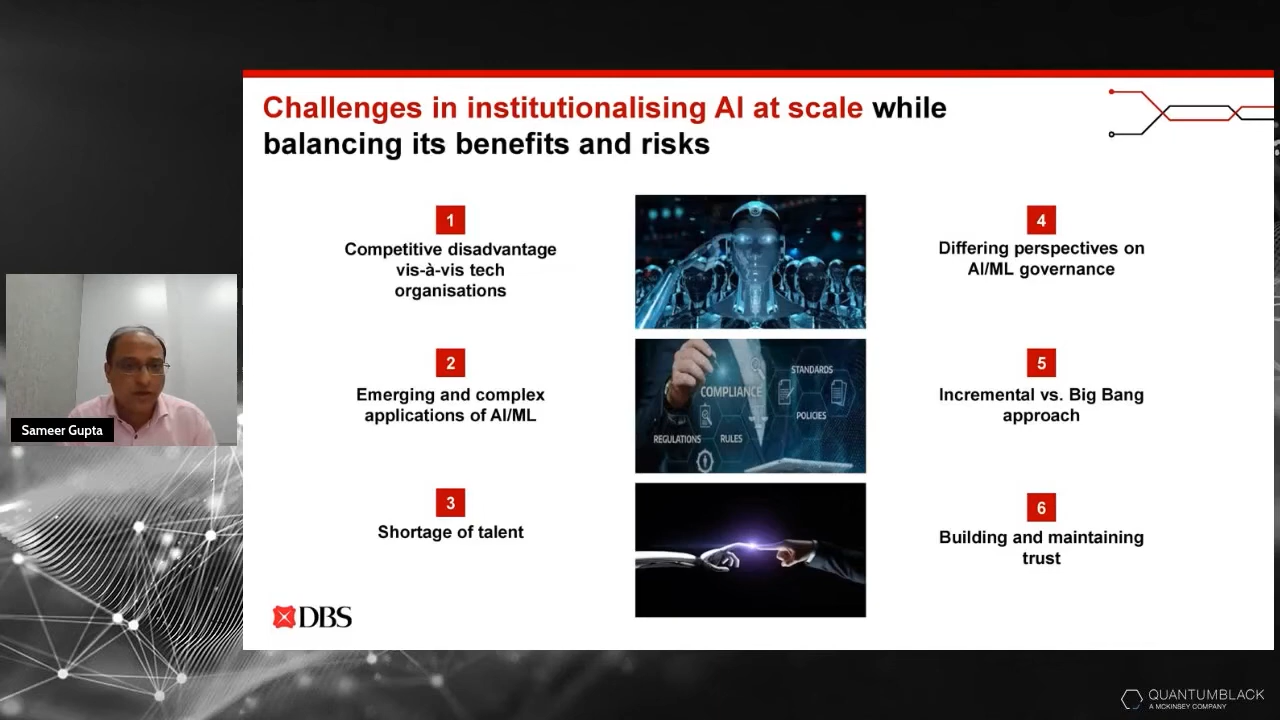 Challenges in institutionalising AI at scale while
balancing its benefits and risks
1
Competitive disadvantage
vis-à-vis tech
organisations
2
Emerging and complex
applications of AI/ML
3
Shortage of talent
COMPLIANCE
STANDARDS
POLICIES
REGULATIONS
RULES
4
Differing perspectives on
AI/ML governance
5
Incremental vs. Big Bang
approach
6
Building and maintaining
trust
Sameer Gupta
DBS
QUANTUMBLACK
A MCKINSEY COMPANY